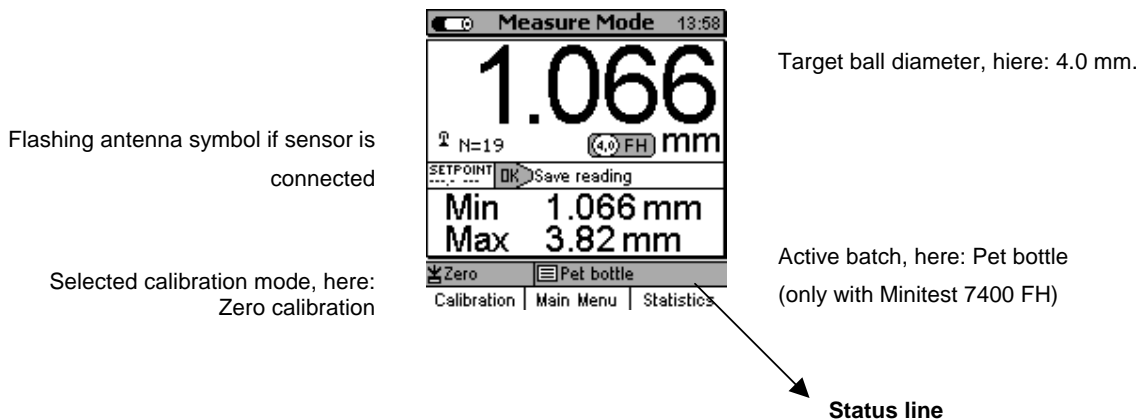 Measure Mode 13:58
1.066
N=19 4,0 FH mm
SETPOINT OK Save reading
---.- ---
Min 1.066 mm
Max 3.82 mm
Zero Pet bottle
Calibration Main Menu Statistics
Flashing antenna symbol if sensor is
connected
Selected calibration mode, here:
Zero calibration
Target ball diameter, hiere: 4.0 mm.
Active batch, here: Pet bottle
(only with Minitest 7400 FH)
Status line